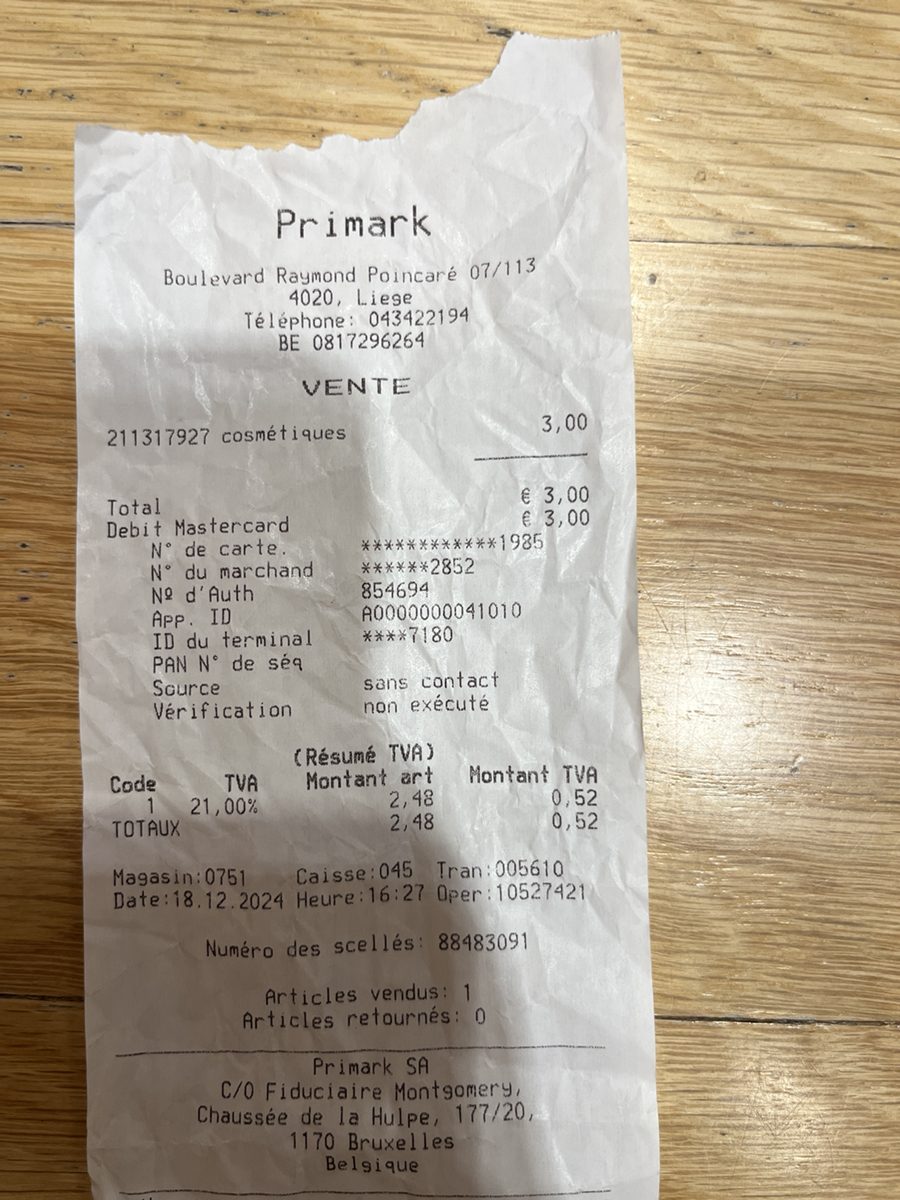 Primark
Boulevard Raymond Poincaré 07/113
4020, Liege
Téléphone: 043422194
BE 0817296264
VENTE
211317927 cosmétiques 3,00
Total € 3,00
Debit Mastercard € 3,00
N° de carte. ************1985
N° du marchand ******2852
Nº d'Auth 854694
App. ID A0000000041010
ID du terminal ****7180
PAN N° de séq
Source sans contact
Vérification non exécuté
(Résumé TVA)
Code TVA Montant art Montant TVA
1 21,00% 2,48 0,52
TOTAUX 2,48 0,52
Magasin:0751 Caisse:045 Tran:005610
Date:18.12.2024 Heure:16:27 Oper:10527421
Numéro des scellés: 88483091
Articles vendus: 1
Articles retournés: 0
Primark SA
C/O Fiduciaire Montgomery,
Chaussée de la Hulpe, 177/20,
1170 Bruxelles
Belgique